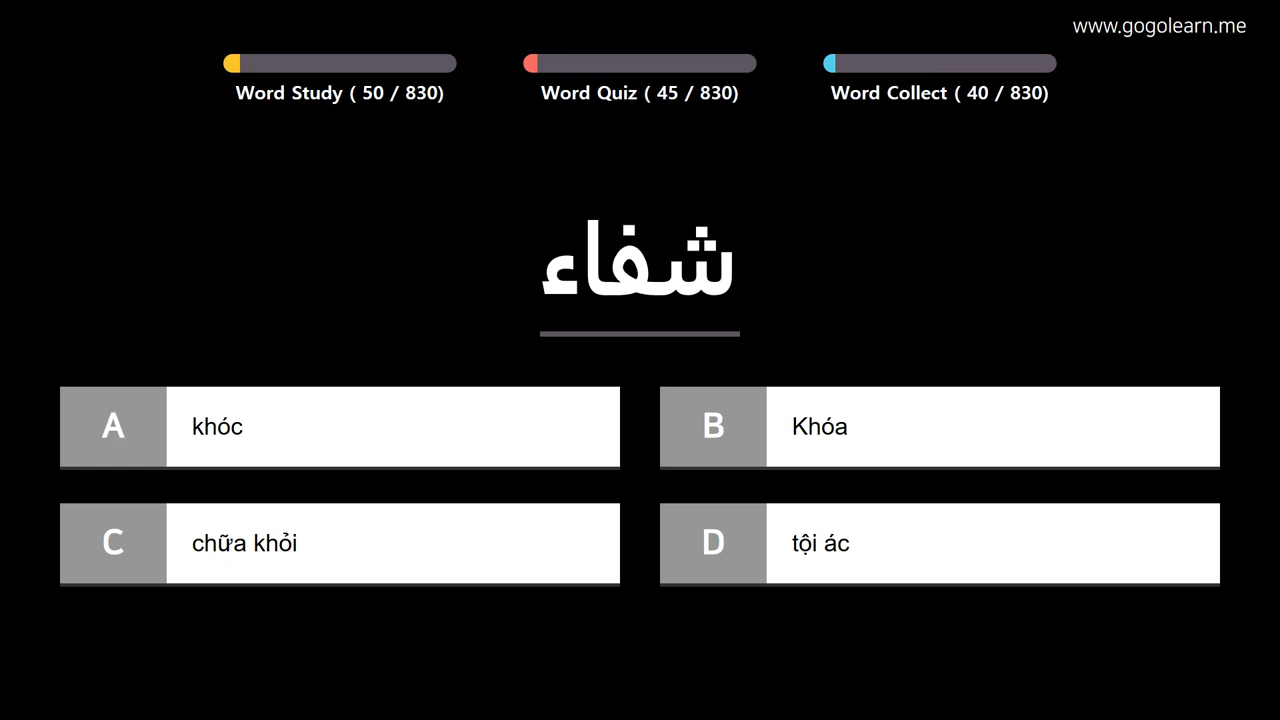 www.gogolearn.me
Word Study ( 50 / 830)
Word Quiz ( 45 / 830)
Word Collect ( 40 / 830)
شفاء
A khóc
B Khóa
C chữa khỏi
D tội ác